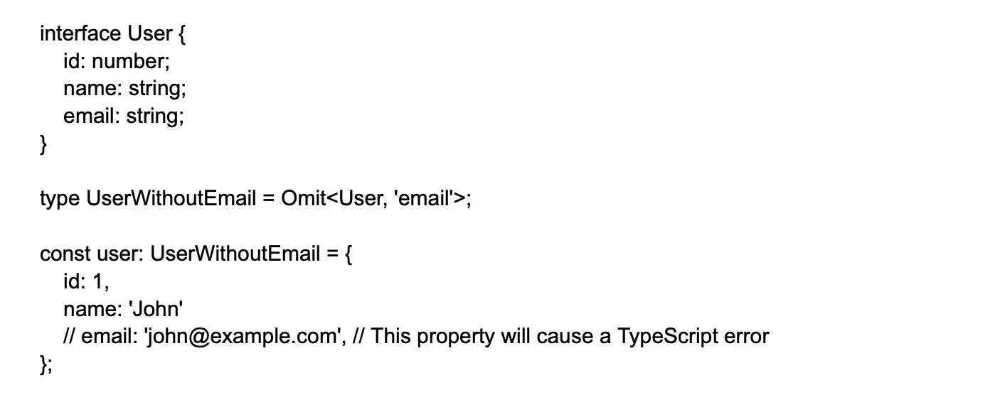 interface User {
id: number;
name: string;
email: string;
}
type UserWithoutEmail = Omit<User, 'email'>;
const user: UserWithoutEmail = {
id: 1,
name: 'John'
// email: 'john@example.com', // This property will cause a TypeScript error
};